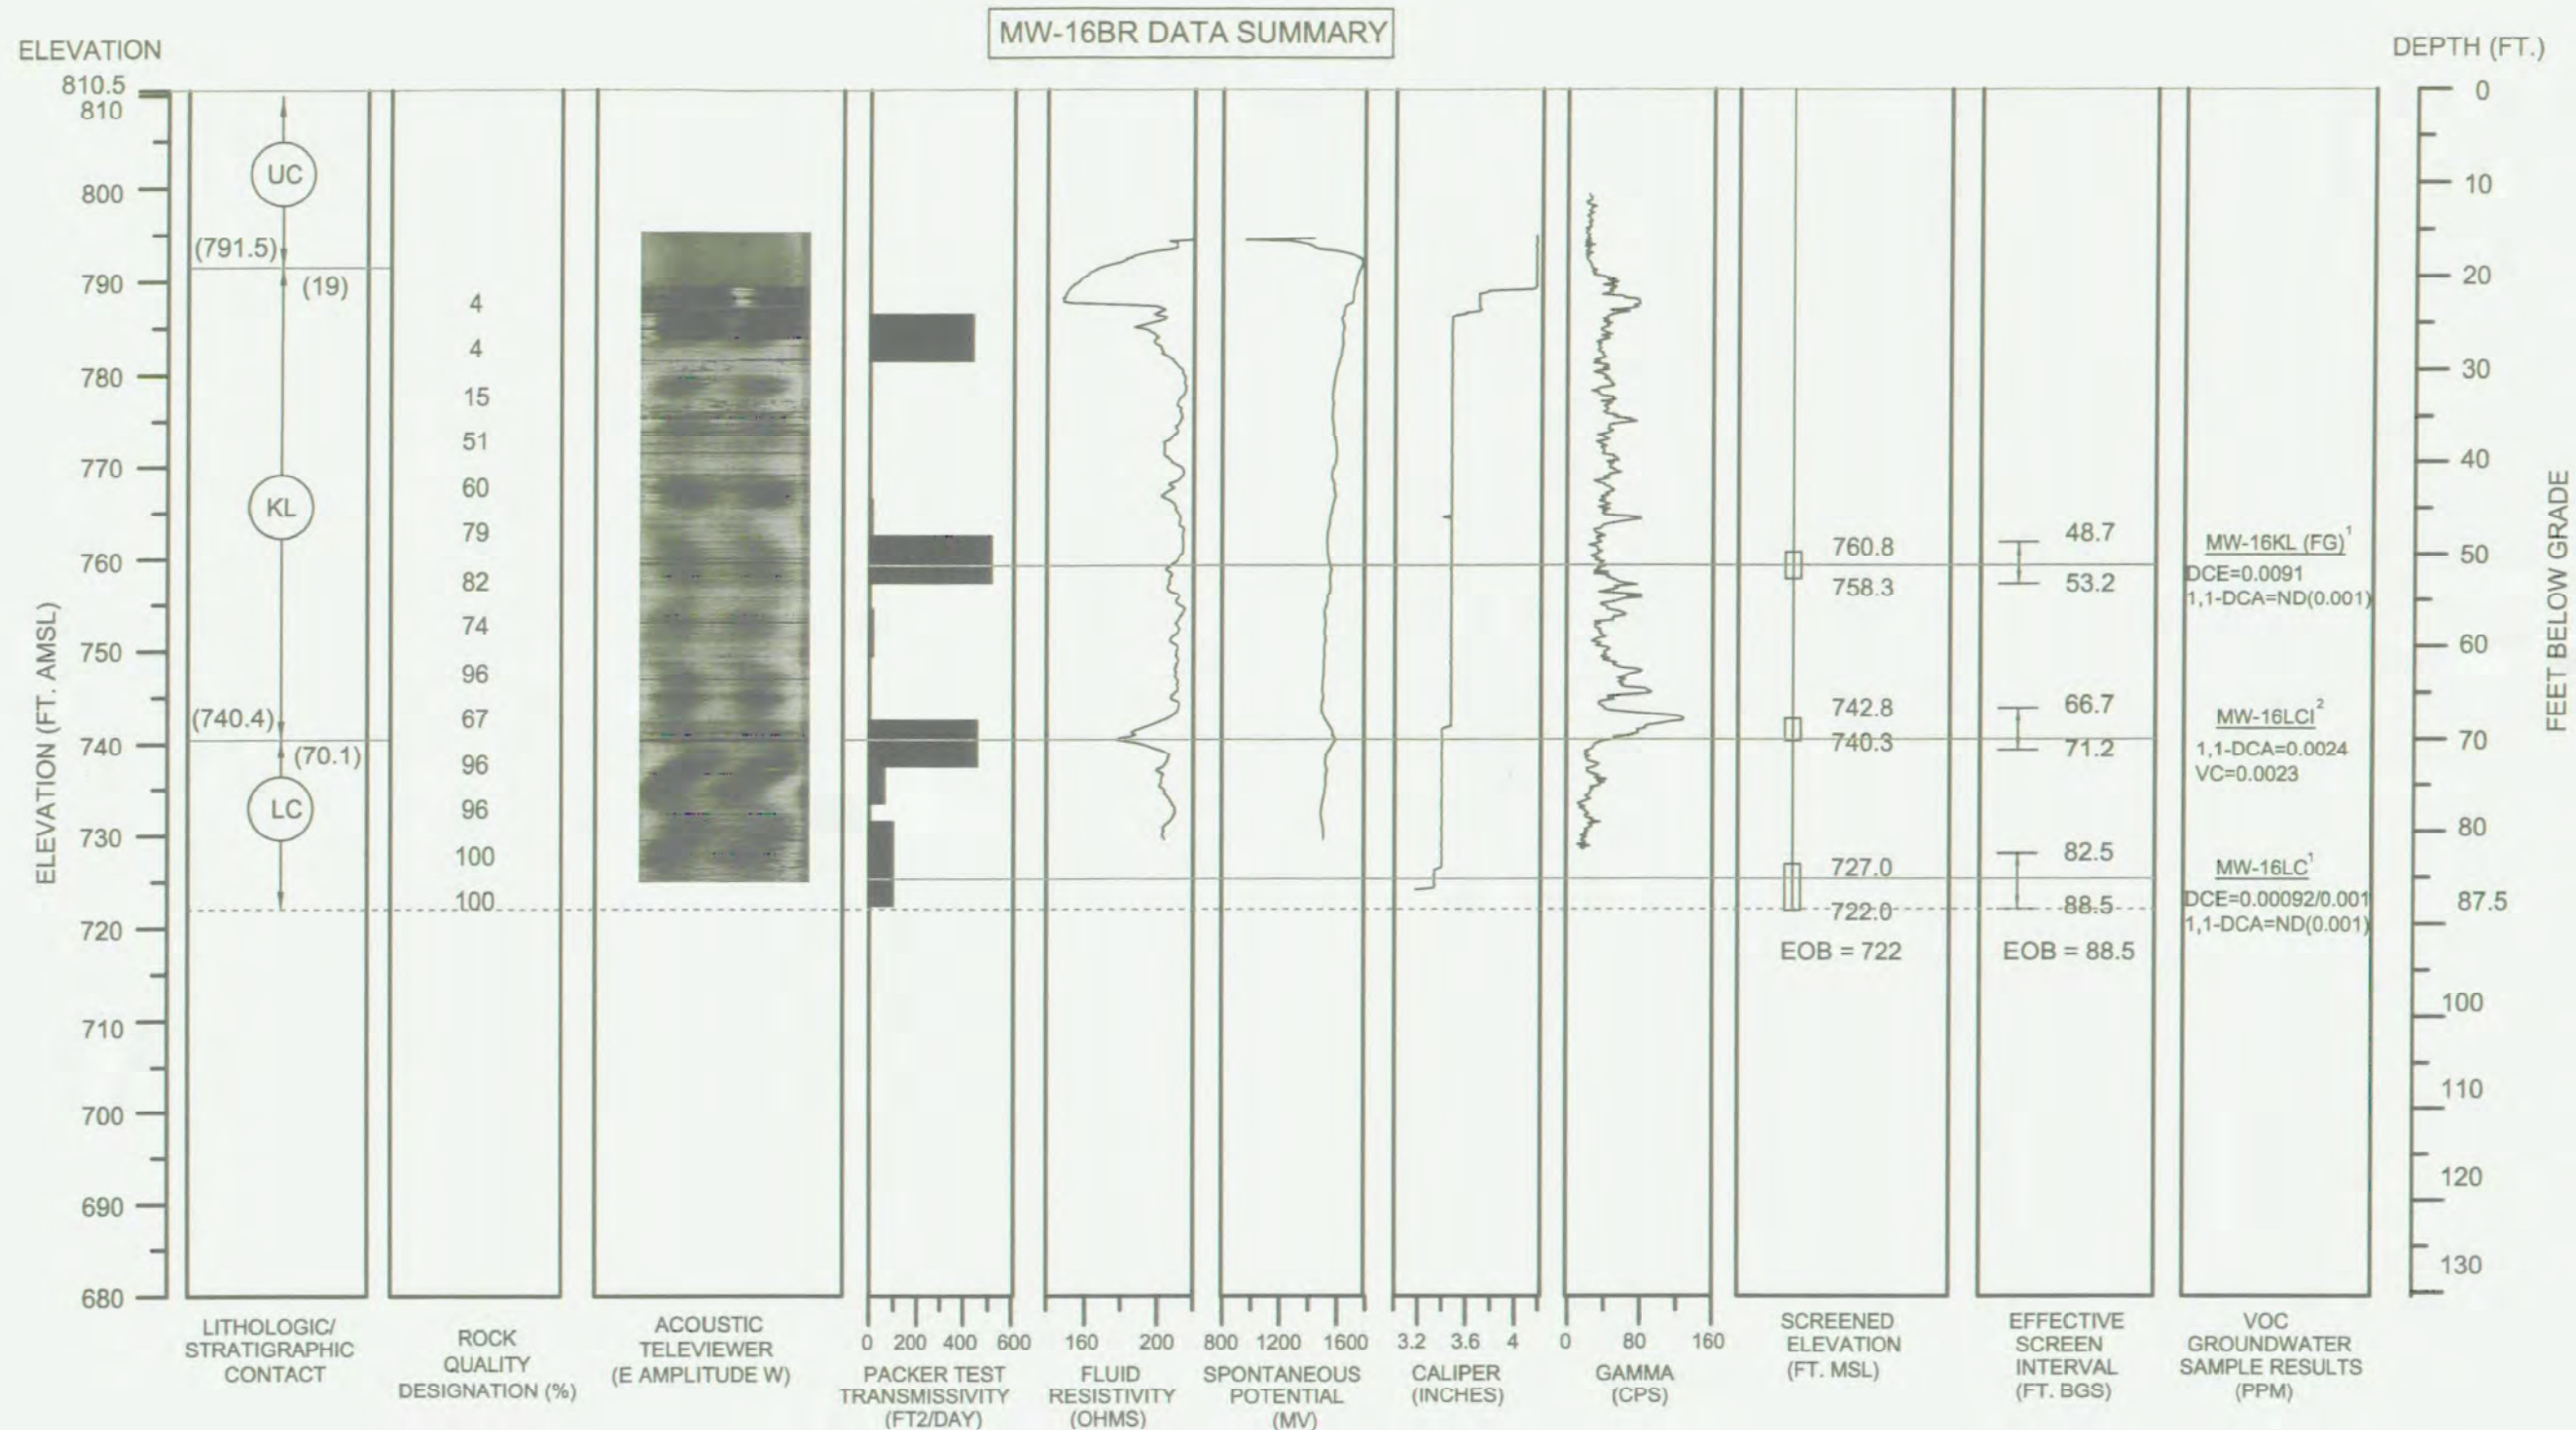 MW-16BR DATA SUMMARY
ELEVATION
DEPTH (FT.)
810.5
810
800
790
780
770
760
750
740
730
720
710
700
690
680
ELEVATION (FT. AMSL)
UC
(791.5)
(19)
KL
(740.4)
(70.1)
LC
LITHOLOGIC/
STRATIGRAPHIC
CONTACT
4
4
15
51
60
79
82
74
96
67
96
96
100
100
ROCK
QUALITY
DESIGNATION (%)
ACOUSTIC
TELEVIEWER
(E AMPLITUDE W)
0 200 400 600
PACKER TEST
TRANSMISSIVITY
(FT2/DAY)
160 200
FLUID
RESISTIVITY
(OHMS)
800 1200 1600
SPONTANEOUS
POTENTIAL
(MV)
3.2 3.6 4
CALIPER
(INCHES)
0 80 160
GAMMA
(CPS)
760.8
758.3
742.8
740.3
727.0
722.0
EOB = 722
SCREENED
ELEVATION
(FT. MSL)
48.7
53.2
66.7
71.2
82.5
88.5
EOB = 88.5
EFFECTIVE
SCREEN
INTERVAL
(FT. BGS)
MW-16KL (FG)¹
DCE=0.0091
1,1-DCA=ND(0.001)
MW-16LCI²
1,1-DCA=0.0024
VC=0.0023
MW-16LC¹
DCE=0.00092/0.001
1,1-DCA=ND(0.001)
VOC
GROUNDWATER
SAMPLE RESULTS
(PPM)
0
10
20
30
40
50
60
70
80
87.5
100
110
120
130
FEET BELOW GRADE